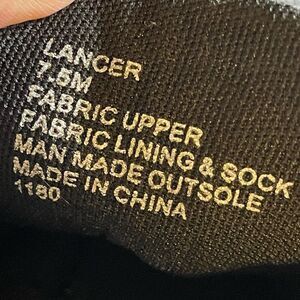 LANCER
7.5M
FABRIC UPPER
FABRIC LINING & SOCK
MAN MADE OUTSOLE
MADE IN CHINA
1180